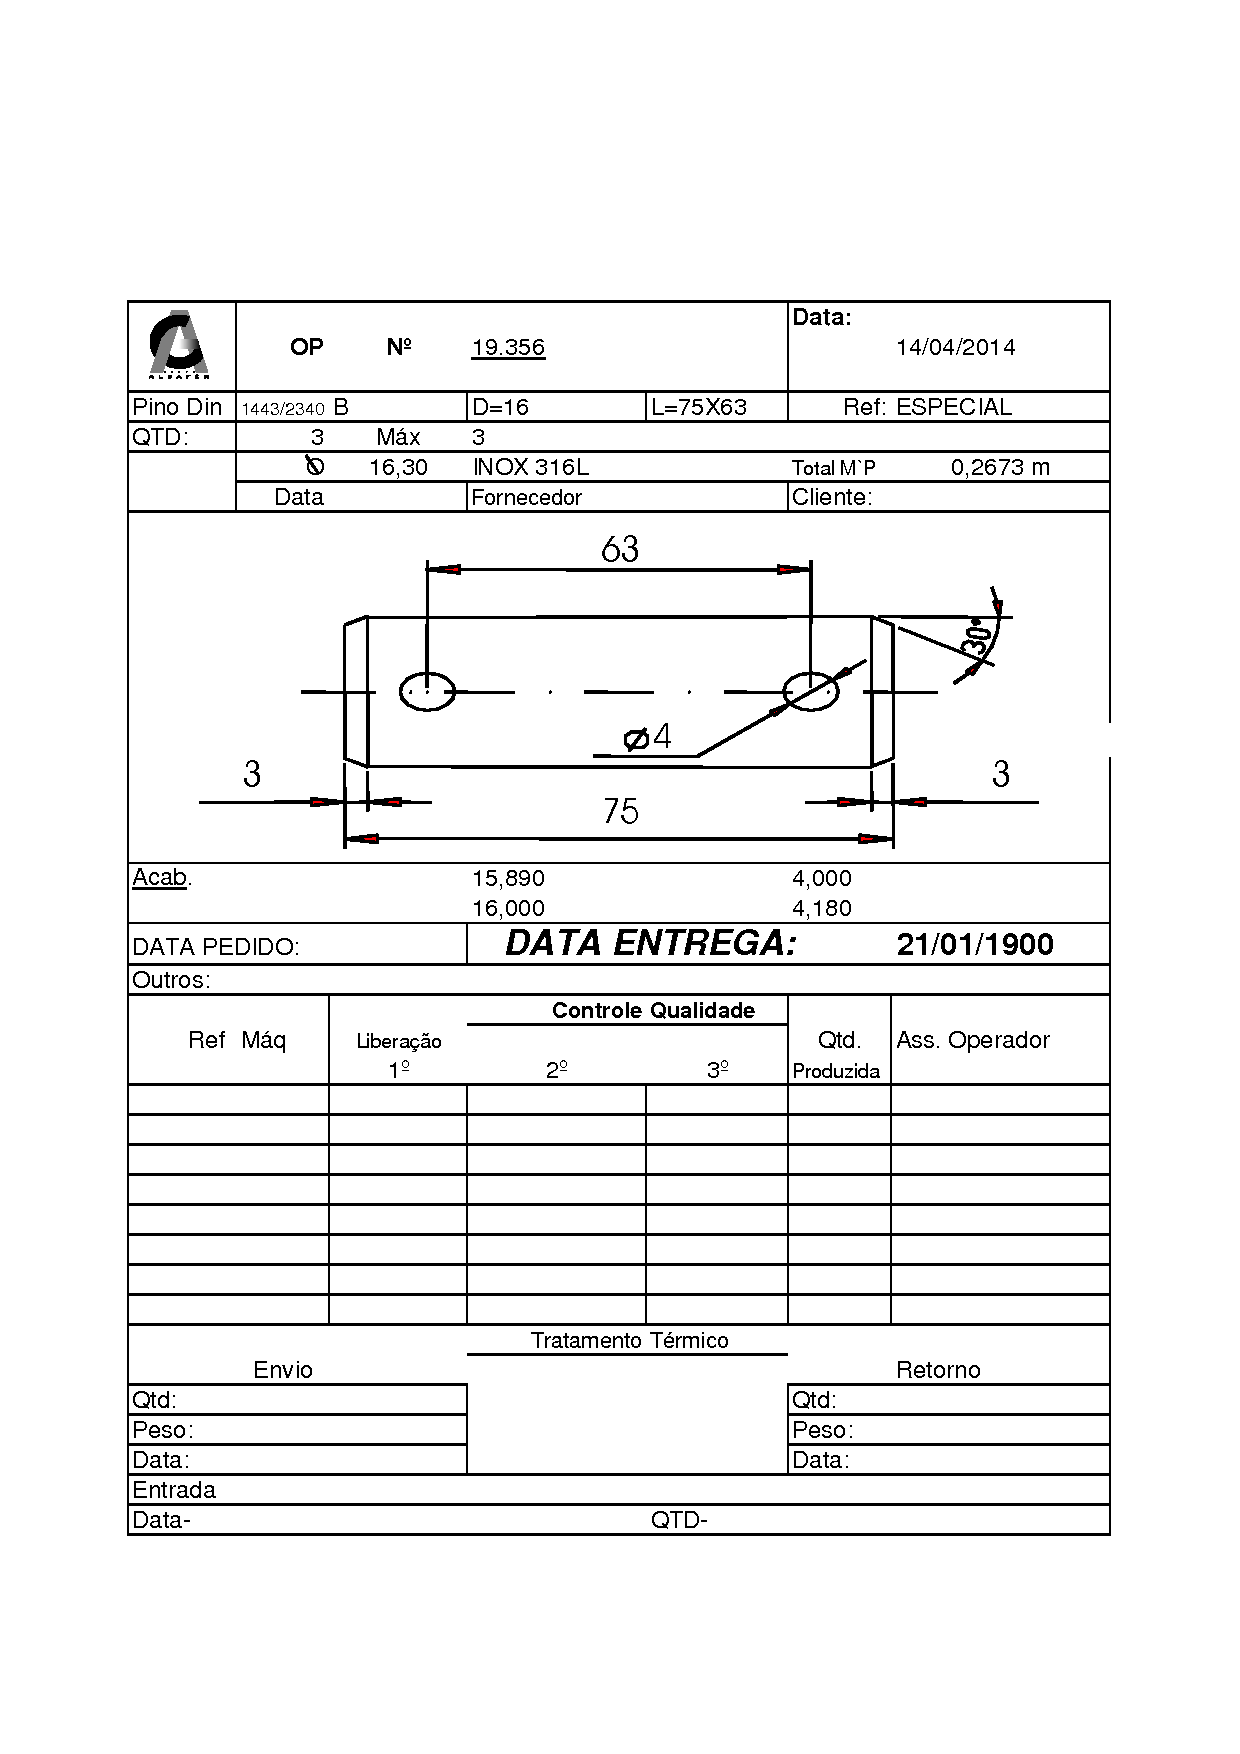 ALDAFER
Data:
OP Nº 19.356 14/04/2014
Pino Din 1443/2340 B D=16 L=75X63 Ref: ESPECIAL
QTD: 3 Máx 3
Ø 16,30 INOX 316L Total M`P 0,2673 m
Data Fornecedor Cliente:
63
30°
ø4
3 3
75
Acab. 15,890 4,000
16,000 4,180
DATA PEDIDO: DATA ENTREGA: 21/01/1900
Outros:
Controle Qualidade
Ref Máq Liberação Qtd. Ass. Operador
1º 2º 3º Produzida
Tratamento Térmico
Envio Retorno
Qtd: Qtd:
Peso: Peso:
Data: Data:
Entrada
Data- QTD-